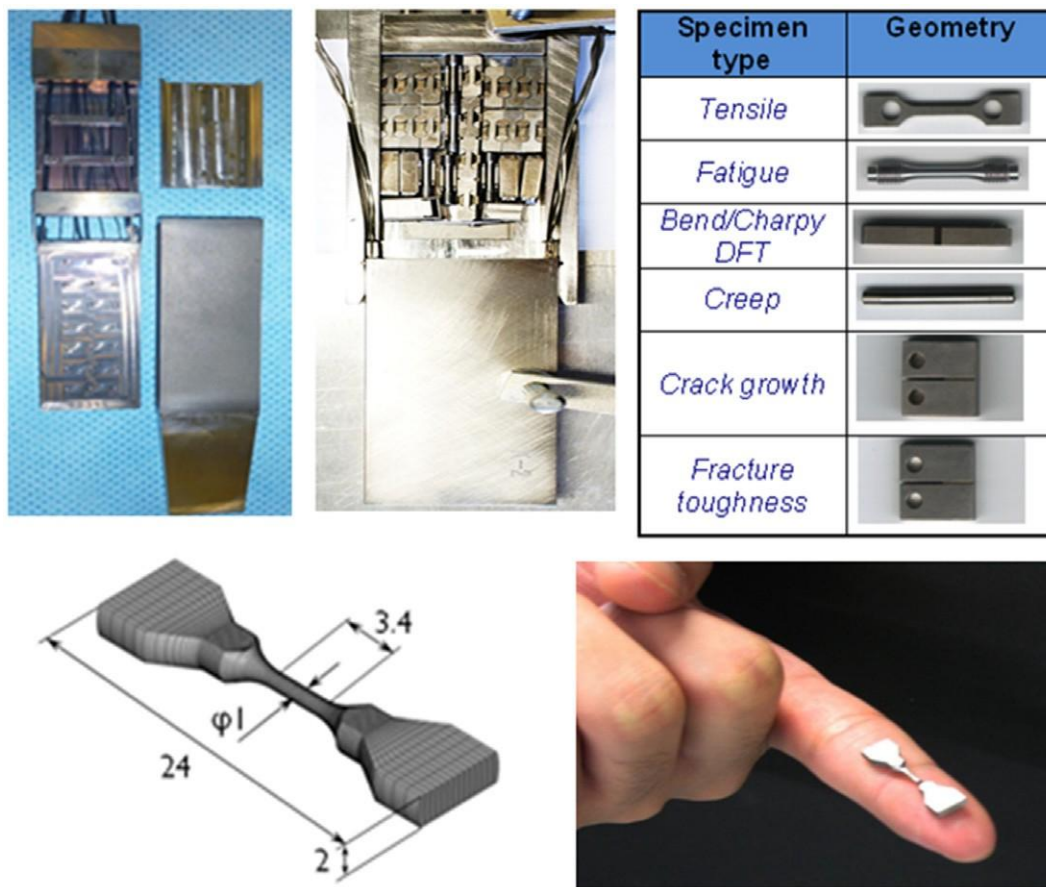 Specimen
type
Geometry
Tensile
Fatigue
Bend/Charpy
DFT
Creep
Crack growth
Fracture
toughness
3.4
φ1
24
2